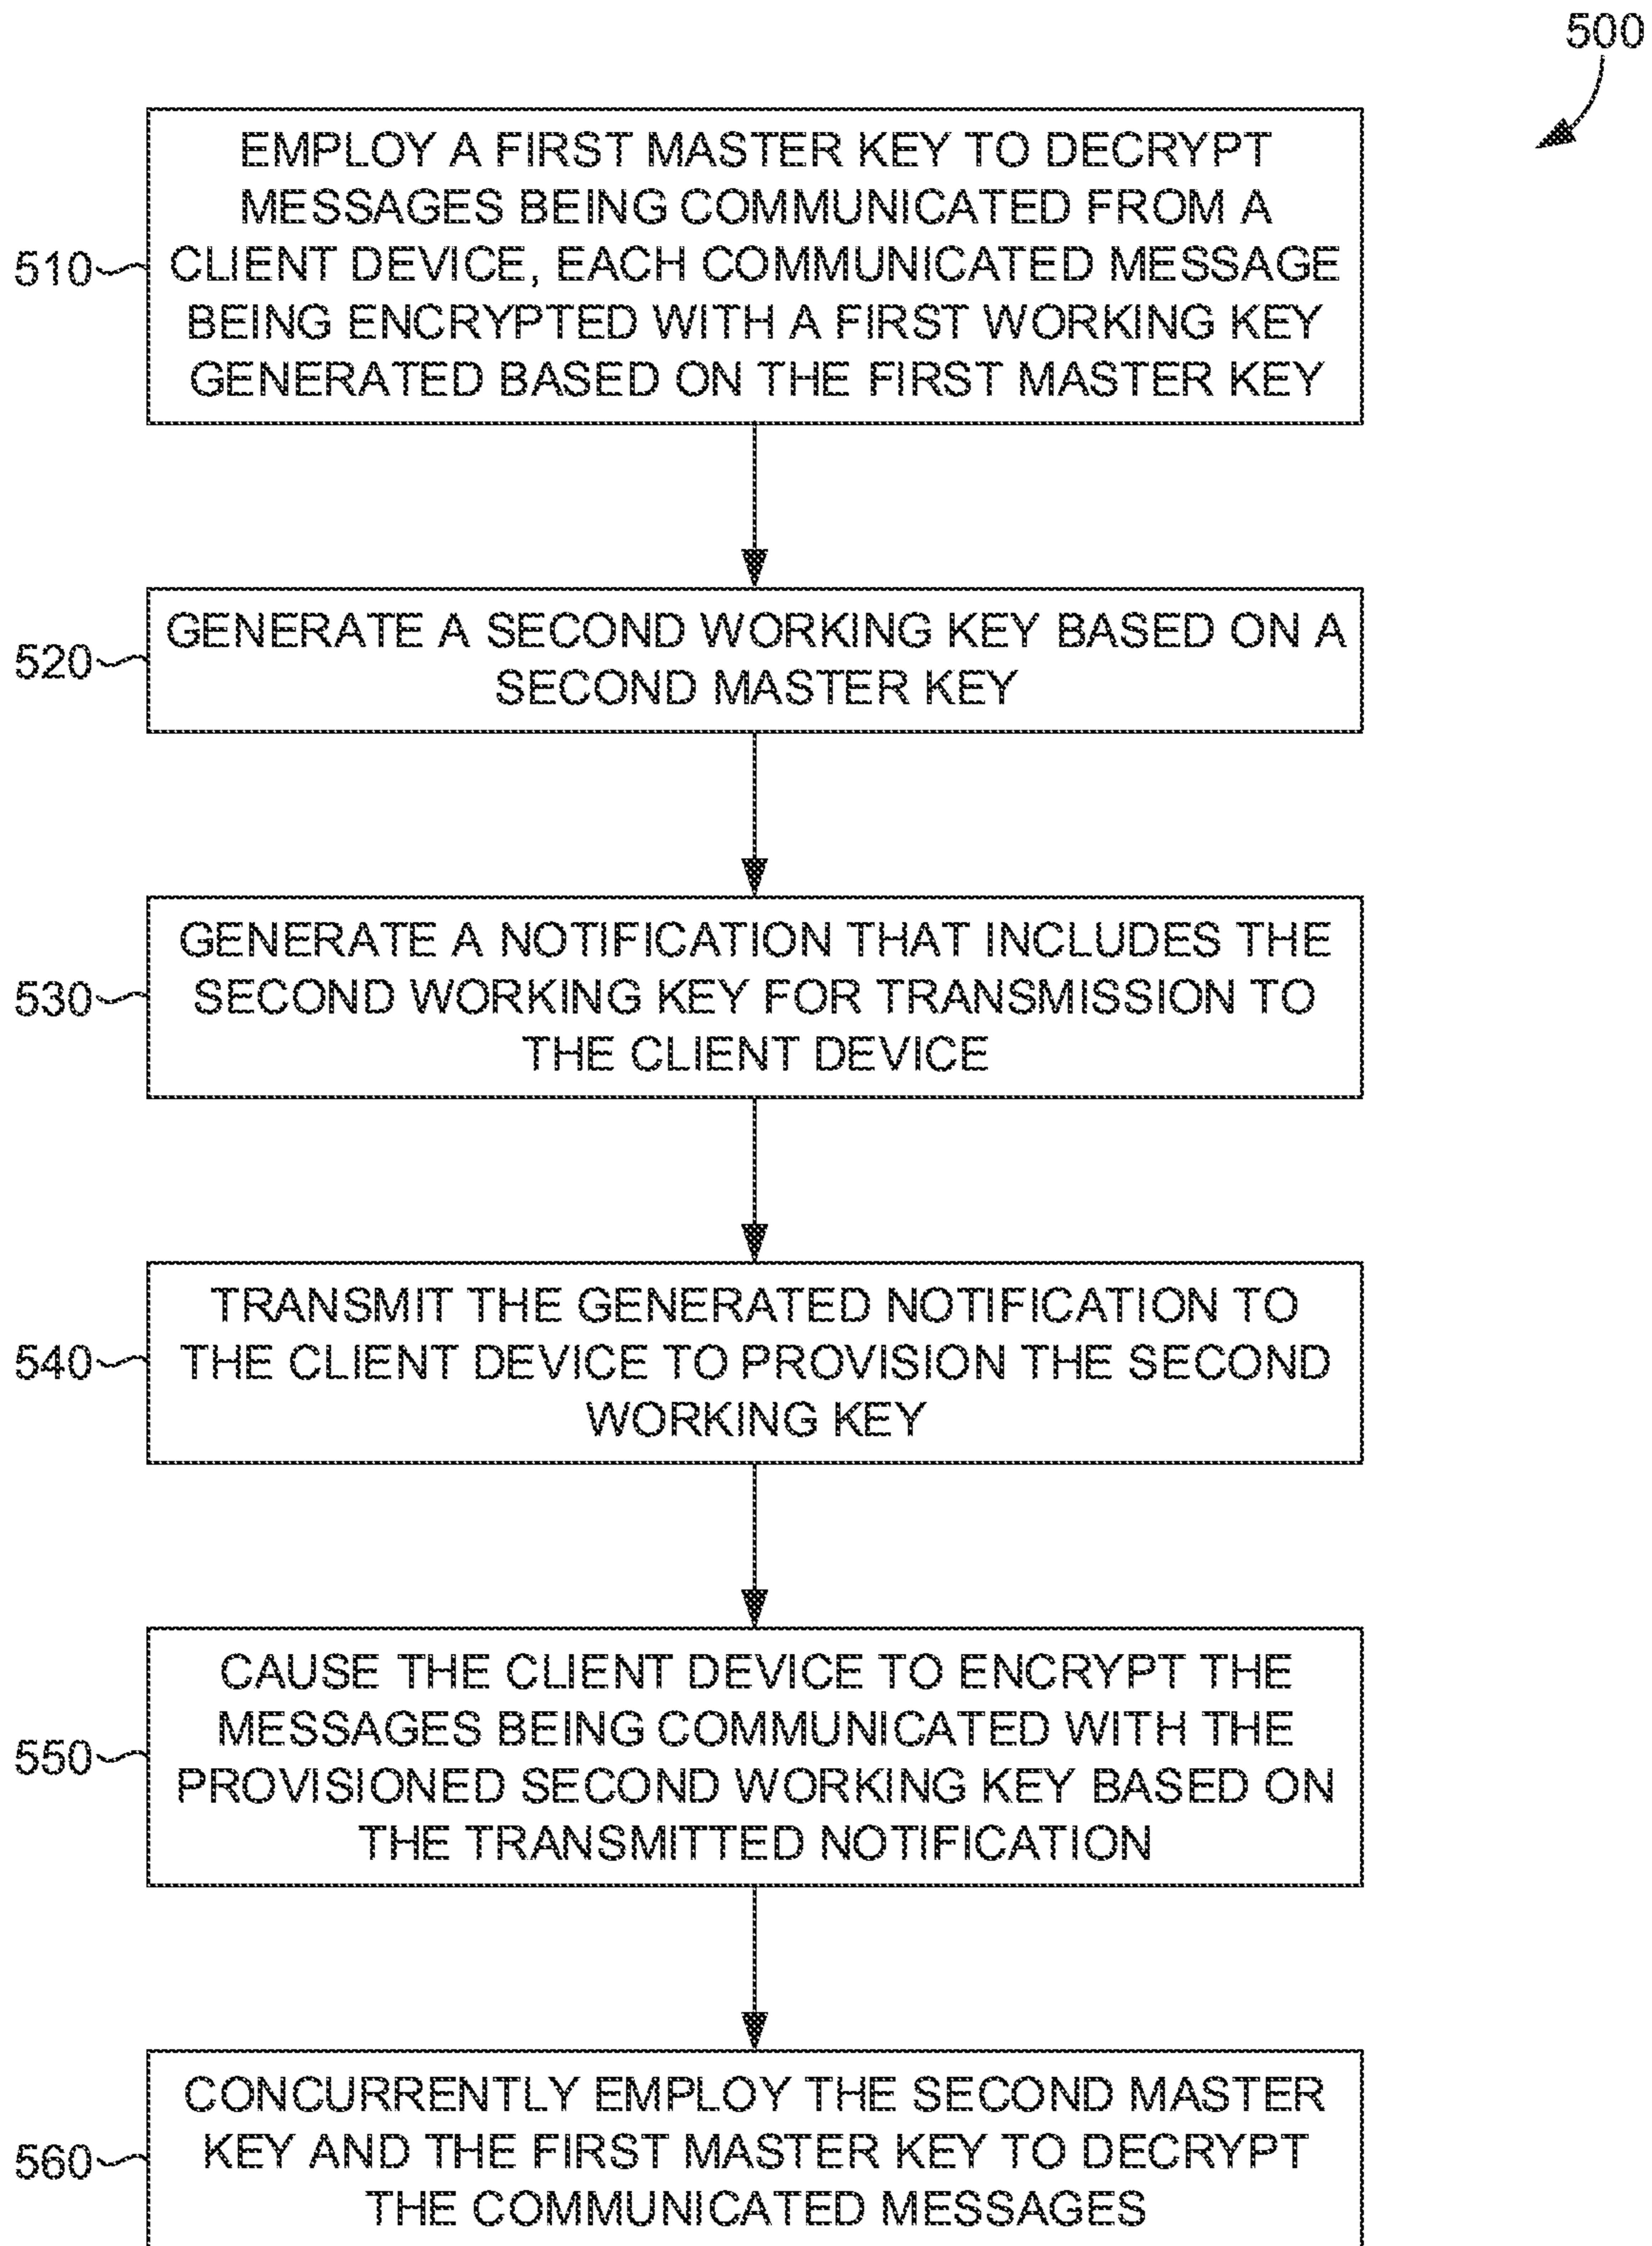 500
EMPLOY A FIRST MASTER KEY TO DECRYPT
MESSAGES BEING COMMUNICATED FROM A
CLIENT DEVICE, EACH COMMUNICATED MESSAGE
BEING ENCRYPTED WITH A FIRST WORKING KEY
GENERATED BASED ON THE FIRST MASTER KEY
510
GENERATE A SECOND WORKING KEY BASED ON A
SECOND MASTER KEY
520
GENERATE A NOTIFICATION THAT INCLUDES THE
SECOND WORKING KEY FOR TRANSMISSION TO
THE CLIENT DEVICE
530
TRANSMIT THE GENERATED NOTIFICATION TO
THE CLIENT DEVICE TO PROVISION THE SECOND
WORKING KEY
540
CAUSE THE CLIENT DEVICE TO ENCRYPT THE
MESSAGES BEING COMMUNICATED WITH THE
PROVISIONED SECOND WORKING KEY BASED ON
THE TRANSMITTED NOTIFICATION
550
CONCURRENTLY EMPLOY THE SECOND MASTER
KEY AND THE FIRST MASTER KEY TO DECRYPT
THE COMMUNICATED MESSAGES
560